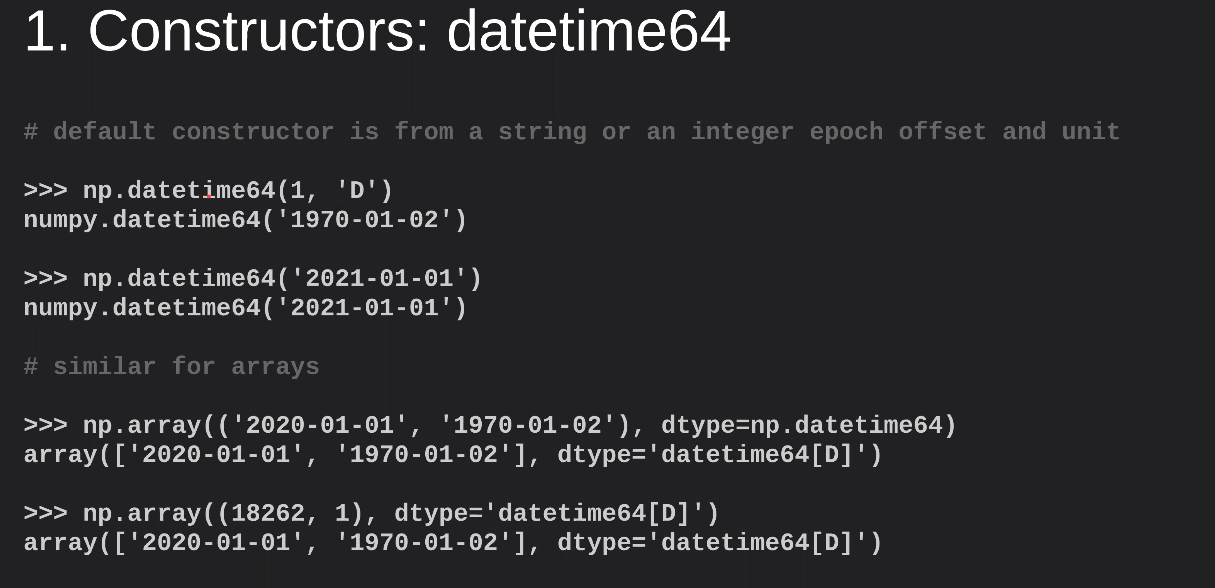 1. Constructors: datetime64
# default constructor is from a string or an integer epoch offset and unit
>>> np.datetime64(1, 'D')
numpy.datetime64('1970-01-02')
>>> np.datetime64('2021-01-01')
numpy.datetime64('2021-01-01')
# similar for arrays
>>> np.array(('2020-01-01', '1970-01-02'), dtype=np.datetime64)
array(['2020-01-01', '1970-01-02'], dtype='datetime64[D]')
>>> np.array((18262, 1), dtype='datetime64[D]')
array(['2020-01-01', '1970-01-02'], dtype='datetime64[D]')